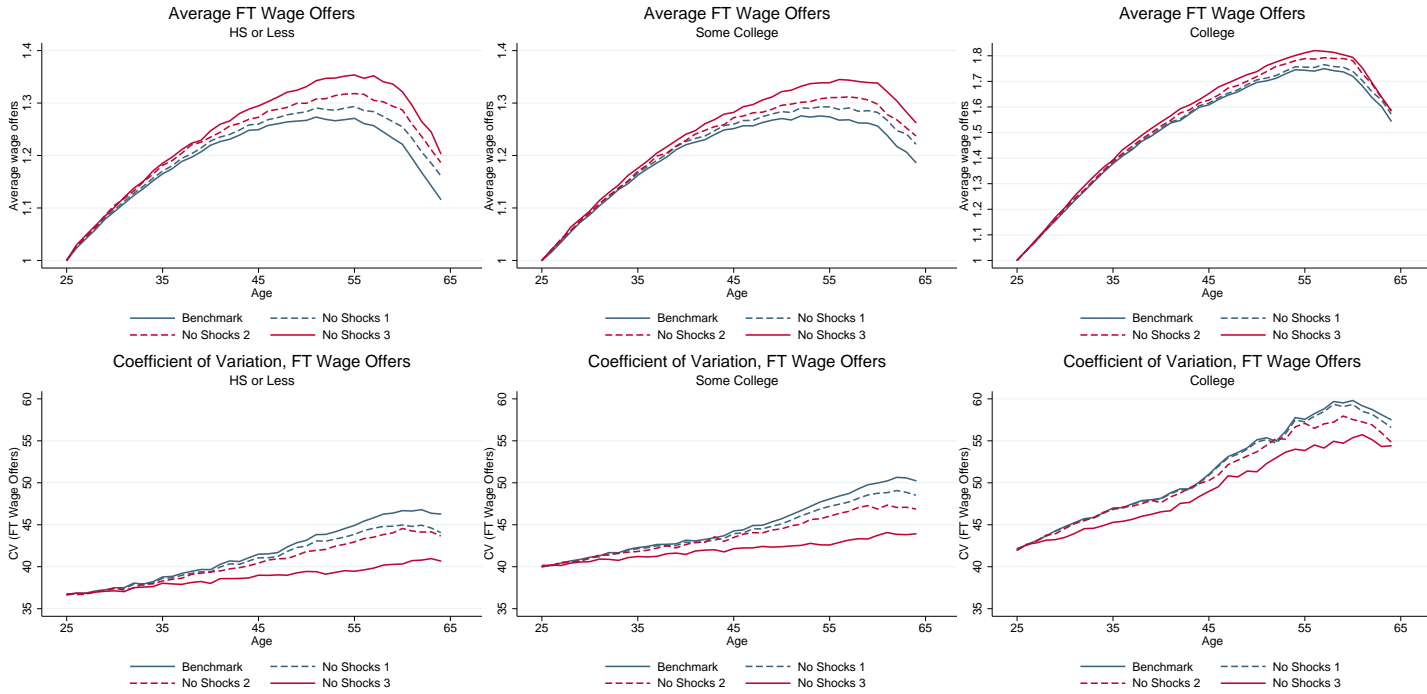 Average FT Wage Offers
HS or Less
Average wage offers
1.4
1.3
1.2
1.1
1
25 35 45 55 65
Age
Benchmark No Shocks 1
No Shocks 2 No Shocks 3
Average FT Wage Offers
Some College
Average wage offers
1.4
1.3
1.2
1.1
1
25 35 45 55 65
Age
Benchmark No Shocks 1
No Shocks 2 No Shocks 3
Average FT Wage Offers
College
Average wage offers
1.8
1.7
1.6
1.5
1.4
1.3
1.2
1.1
1
25 35 45 55 65
Age
Benchmark No Shocks 1
No Shocks 2 No Shocks 3
Coefficient of Variation, FT Wage Offers
HS or Less
CV (FT Wage Offers)
60
55
50
45
40
35
25 35 45 55 65
Age
Benchmark No Shocks 1
No Shocks 2 No Shocks 3
Coefficient of Variation, FT Wage Offers
Some College
CV (FT Wage Offers)
60
55
50
45
40
35
25 35 45 55 65
Age
Benchmark No Shocks 1
No Shocks 2 No Shocks 3
Coefficient of Variation, FT Wage Offers
College
CV (FT Wage Offers)
60
55
50
45
40
35
25 35 45 55 65
Age
Benchmark No Shocks 1
No Shocks 2 No Shocks 3